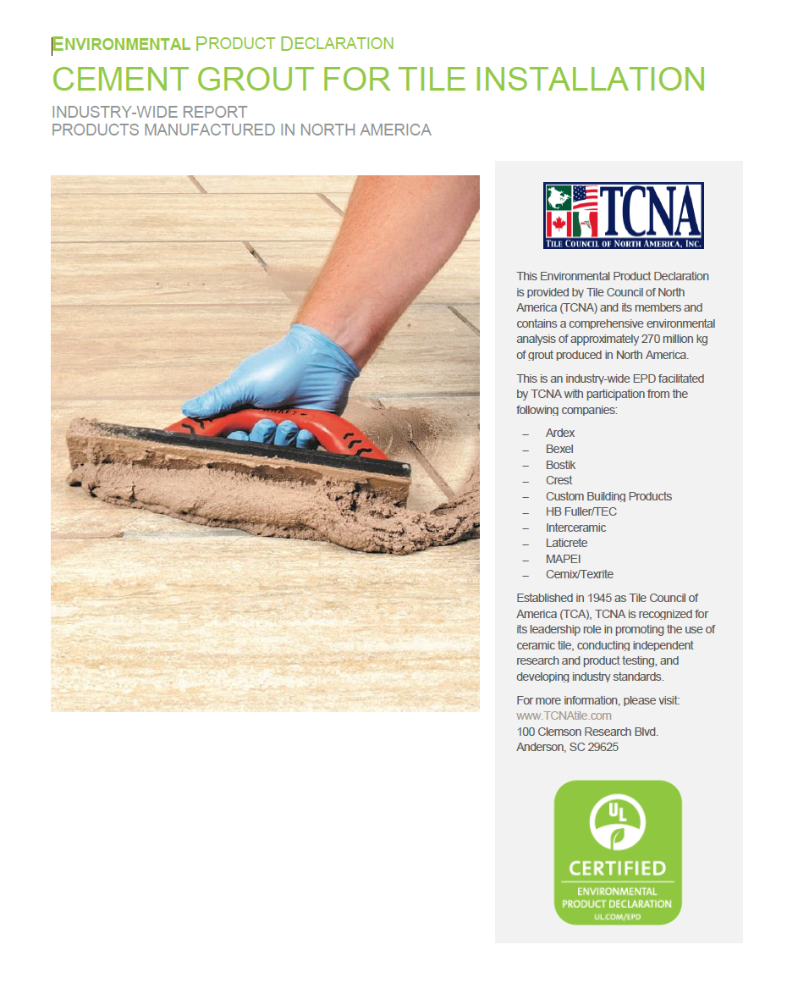 ENVIRONMENTAL PRODUCT DECLARATION
CEMENT GROUT FOR TILE INSTALLATION
INDUSTRY-WIDE REPORT
PRODUCTS MANUFACTURED IN NORTH AMERICA
TCNA
TILE COUNCIL OF NORTH AMERICA, INC.
This Environmental Product Declaration
is provided by Tile Council of North
America (TCNA) and its members and
contains a comprehensive environmental
analysis of approximately 270 million kg
of grout produced in North America.
This is an industry-wide EPD facilitated
by TCNA with participation from the
following companies:
– Ardex
– Bexel
– Bostik
– Crest
– Custom Building Products
– HB Fuller/TEC
– Interceramic
– Laticrete
– MAPEI
– Cemix/Texrite
Established in 1945 as Tile Council of
America (TCA), TCNA is recognized for
its leadership role in promoting the use of
ceramic tile, conducting independent
research and product testing, and
developing industry standards.
For more information, please visit:
www.TCNAtile.com
100 Clemson Research Blvd.
Anderson, SC 29625
UL
CERTIFIED
ENVIRONMENTAL
PRODUCT DECLARATION
UL.COM/EPD